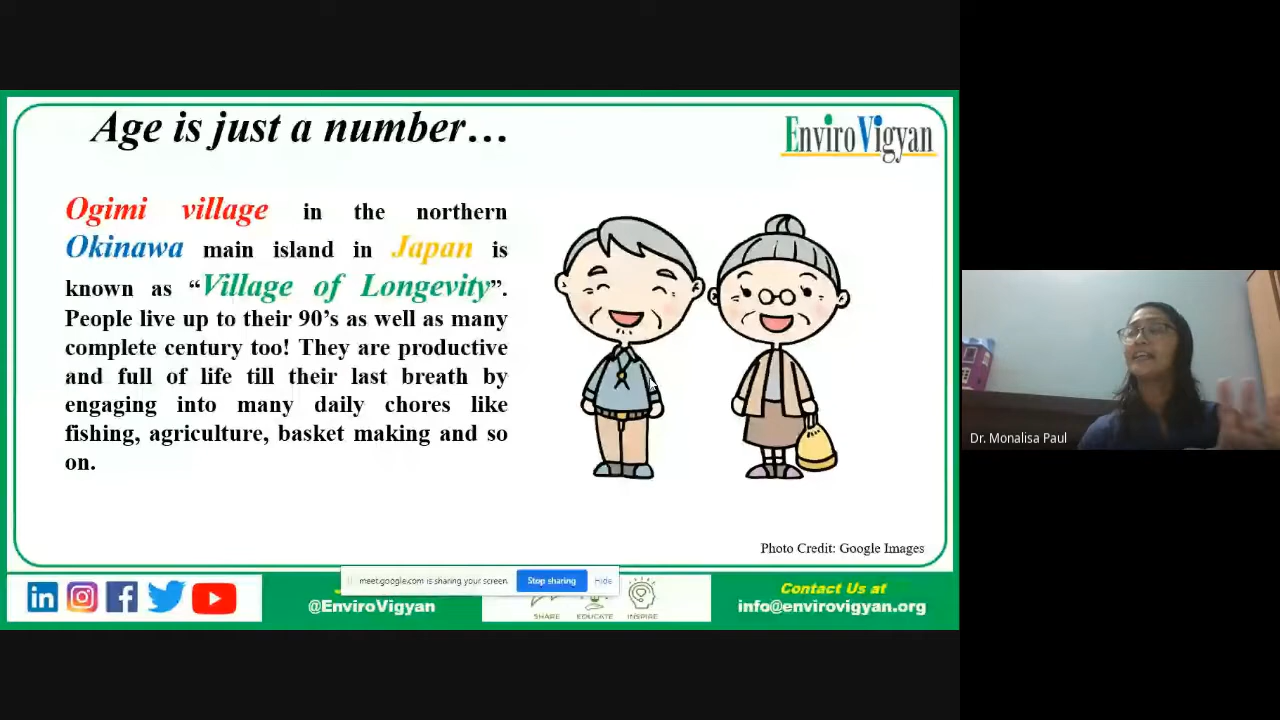 Age is just a number…
EnviroVigyan
Ogimi village in the northern
Okinawa main island in Japan is
known as “Village of Longevity”.
People live up to their 90’s as well as many
complete century too! They are productive
and full of life till their last breath by
engaging into many daily chores like
fishing, agriculture, basket making and so
on.
Photo Credit: Google Images
meet.google.com is sharing your screen.
Stop sharing
Hide
@EnviroVigyan
SHARE
EDUCATE
INSPIRE
Contact Us at
info@envirovigyan.org
Dr. Monalisa Paul